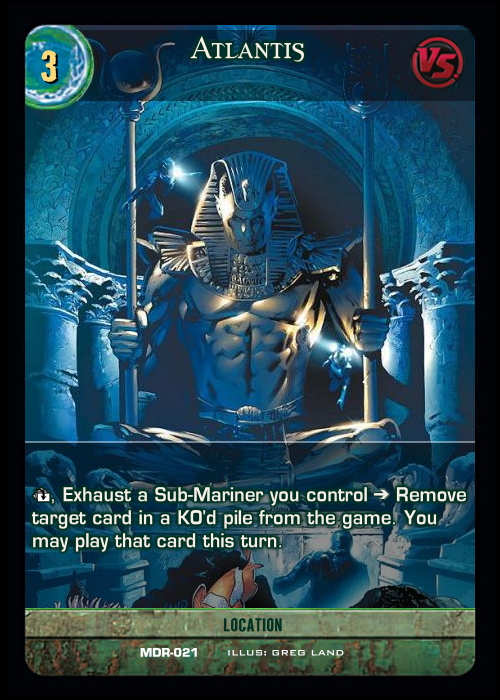 3
ATLANTIS
VS
, Exhaust a Sub-Mariner you control ➔ Remove
target card in a KO'd pile from the game. You
may play that card this turn.
LOCATION
MDR-021 ILLUS: GREG LAND